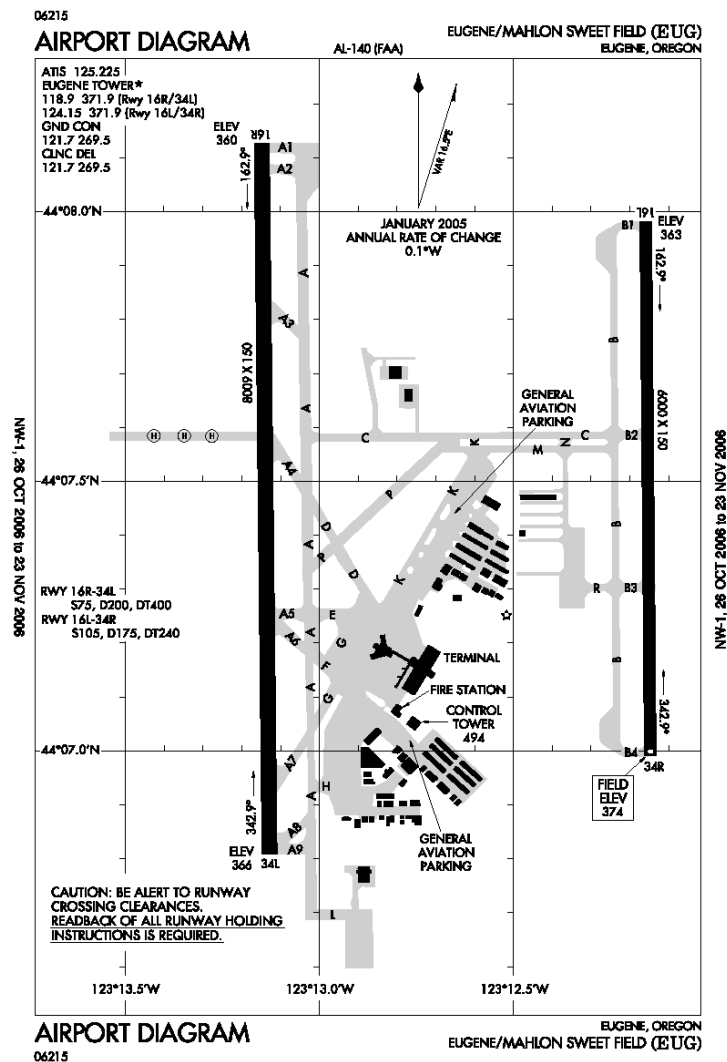 06215
AIRPORT DIAGRAM
AL-140 (FAA)
EUGENE/MAHLON SWEET FIELD (EUG)
EUGENE, OREGON
ATIS 125.225
EUGENE TOWER★
118.9 371.9 (Rwy 16R/34L)
124.15 371.9 (Rwy 16L/34R)
GND CON
121.7 269.5
CLNC DEL
121.7 269.5
ELEV
360
16R
A1
A2
162.9°
VAR 16.5°E
JANUARY 2005
ANNUAL RATE OF CHANGE
0.1°W
44°08.0'N
16L
B1
ELEV
363
162.9°
A
A3
B
8009 X 150
A
6000 X 150
GENERAL
AVIATION
PARKING
H
H
H
C
K
N
C
B2
M
A4
44°07.5'N
P
K
D
B
A
P
D
K
RWY 16R-34L
S75, D200, DT400
RWY 16L-34R
S105, D175, DT240
R
B3
A5
E
A
A6
G
F
TERMINAL
B
A
G
FIRE STATION
CONTROL
TOWER
494
342.9°
44°07.0'N
B4
34R
A7
H
A
FIELD
ELEV
374
342.9°
A8
A9
ELEV
366
34L
GENERAL
AVIATION
PARKING
CAUTION: BE ALERT TO RUNWAY
CROSSING CLEARANCES.
READBACK OF ALL RUNWAY HOLDING
INSTRUCTIONS IS REQUIRED.
L
123°13.5'W
123°13.0'W
123°12.5'W
NW-1, 26 OCT 2006 to 23 NOV 2006
NW-1, 26 OCT 2006 to 23 NOV 2006
AIRPORT DIAGRAM
06215
EUGENE, OREGON
EUGENE/MAHLON SWEET FIELD (EUG)